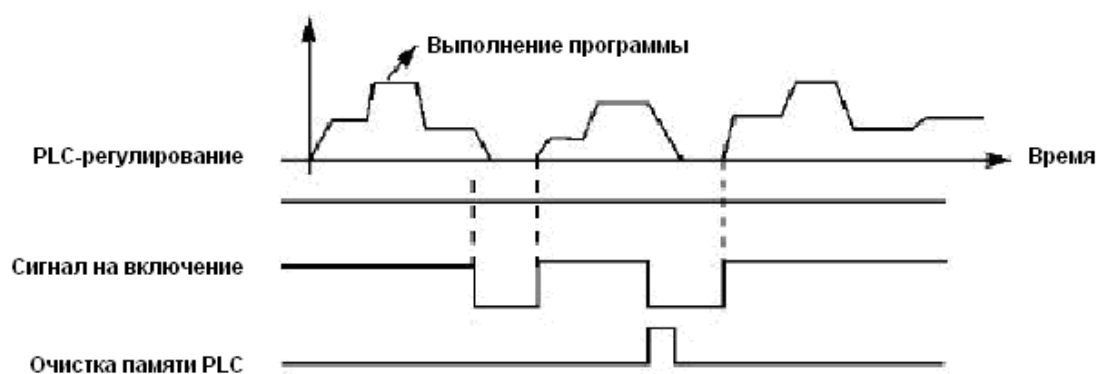 Выполнение программы
PLC-регулирование
Время
Сигнал на включение
Очистка памяти PLC